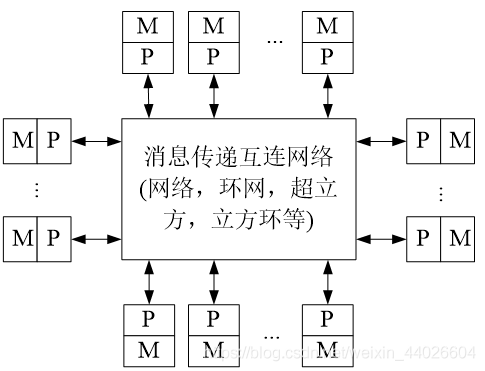 M M ... M
P P P
消息传递互连网络
(网络，环网，超立
方，立方环等)
M P
P M
⋮
⋮
M P
P M
P P ... P
M M M
https://blog.csdn.net/weixin_44026604